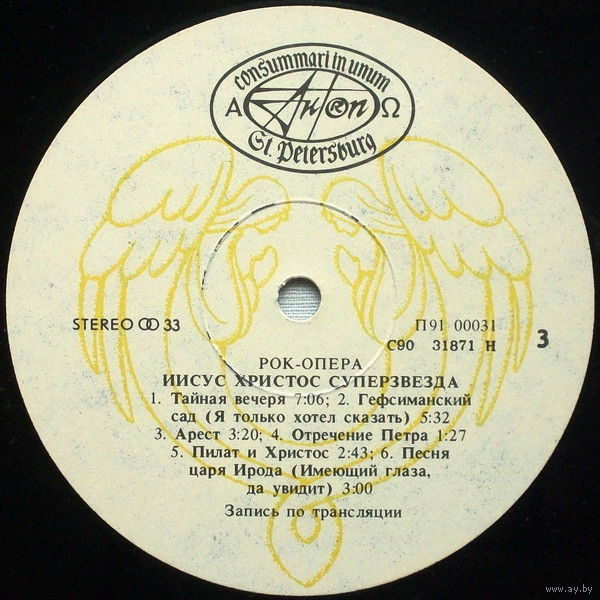 consummari in unum
Α Антон Ω
St. Petersburg
STEREO 33
П91 00031
С90 31871 Н
3
РОК-ОПЕРА
ИИСУС ХРИСТОС СУПЕРЗВЕЗДА
1. Тайная вечеря 7:06; 2. Гефсиманский
сад (Я только хотел сказать) 5:32
3. Арест 3:20; 4. Отречение Петра 1:27
5. Пилат и Христос 2:43; 6. Песня
царя Ирода (Имеющий глаза,
да увидит) 3:00
Запись по трансляции
www.ay.by